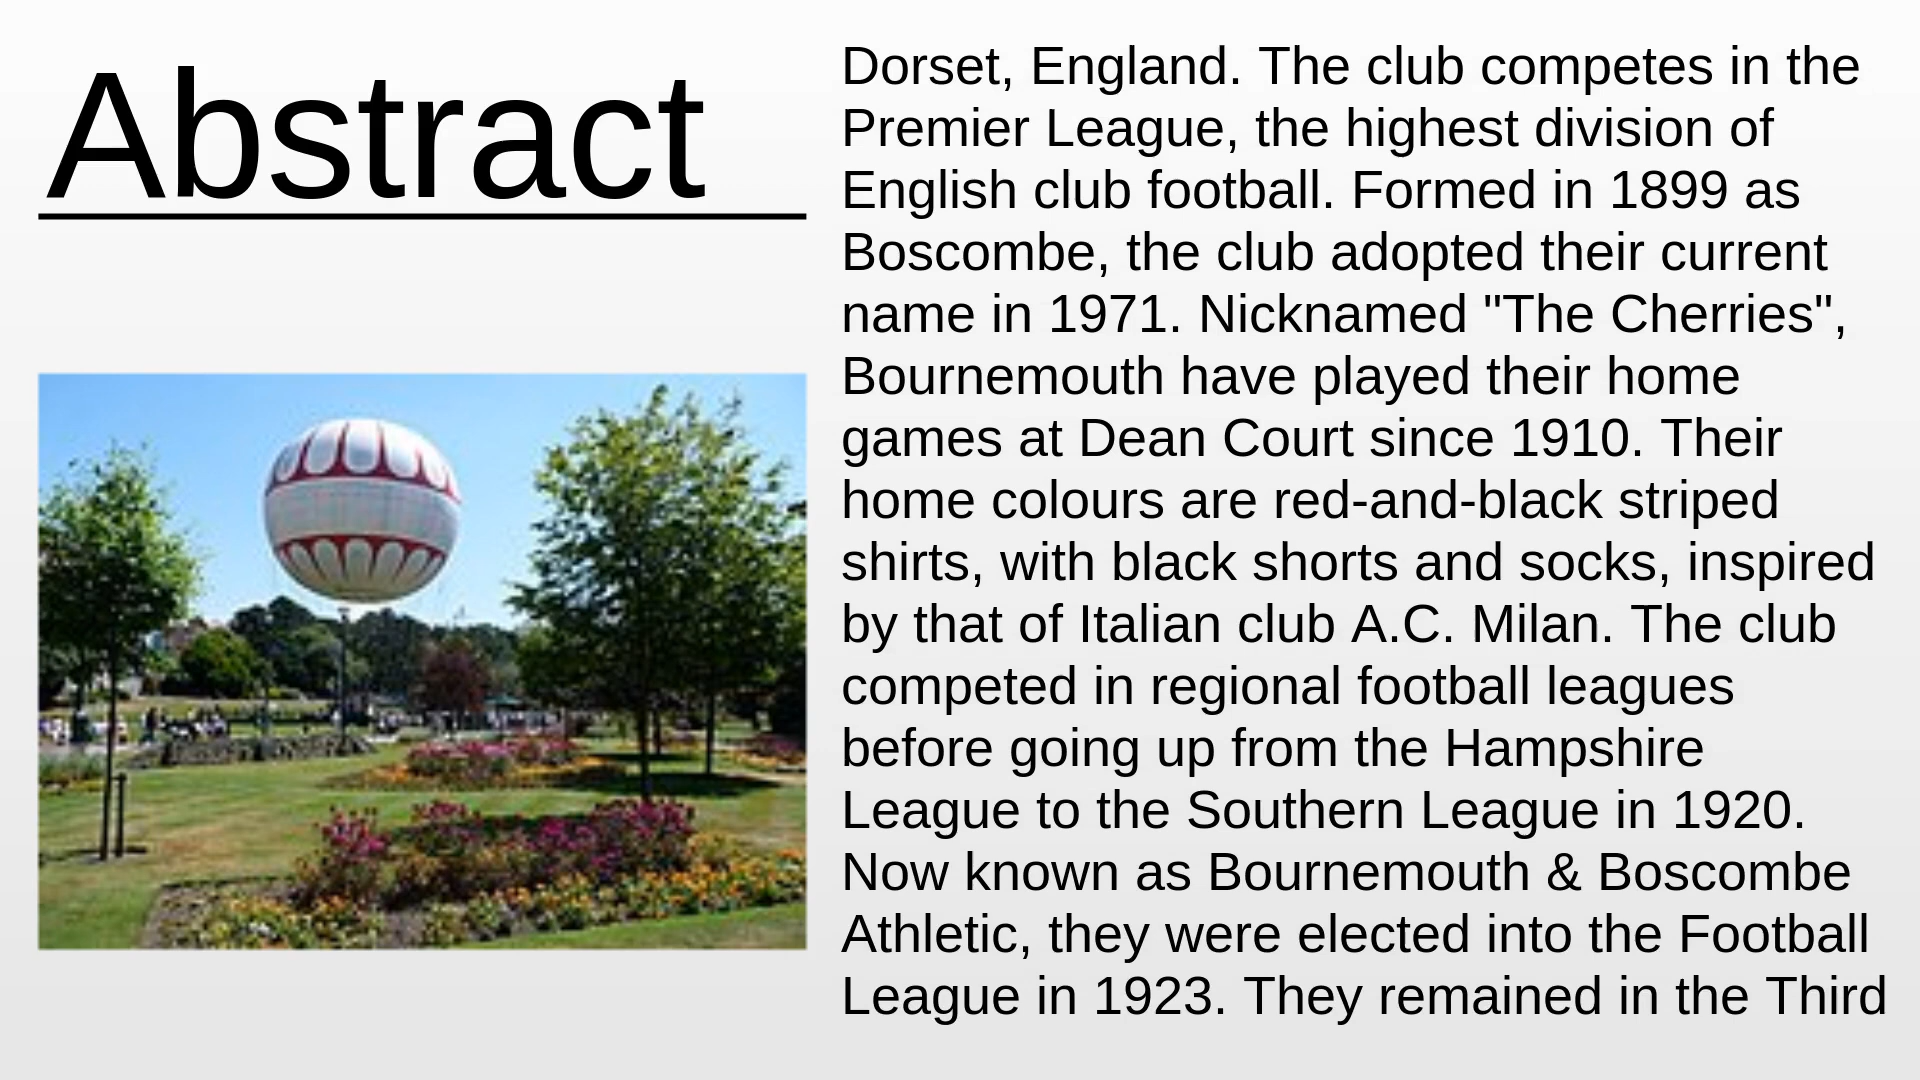 Abstract
Dorset, England. The club competes in the
Premier League, the highest division of
English club football. Formed in 1899 as
Boscombe, the club adopted their current
name in 1971. Nicknamed "The Cherries",
Bournemouth have played their home
games at Dean Court since 1910. Their
home colours are red-and-black striped
shirts, with black shorts and socks, inspired
by that of Italian club A.C. Milan. The club
competed in regional football leagues
before going up from the Hampshire
League to the Southern League in 1920.
Now known as Bournemouth & Boscombe
Athletic, they were elected into the Football
League in 1923. They remained in the Third